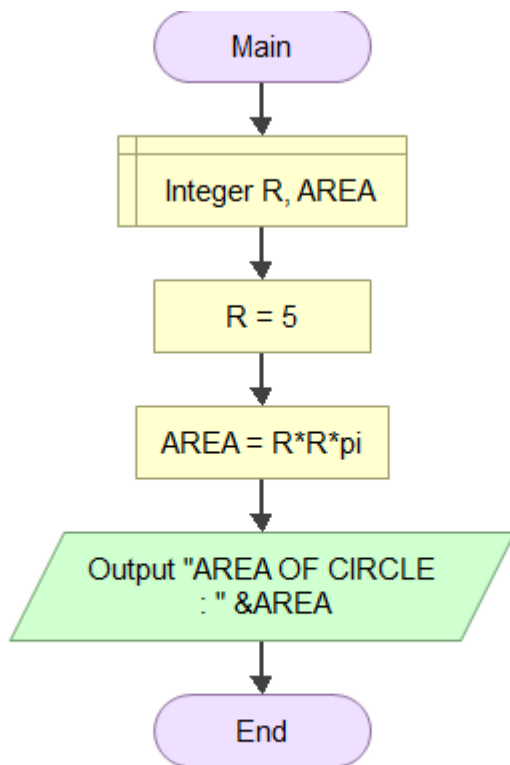 Main
Integer R, AREA
R = 5
AREA = R*R*pi
Output "AREA OF CIRCLE
: " &AREA
End